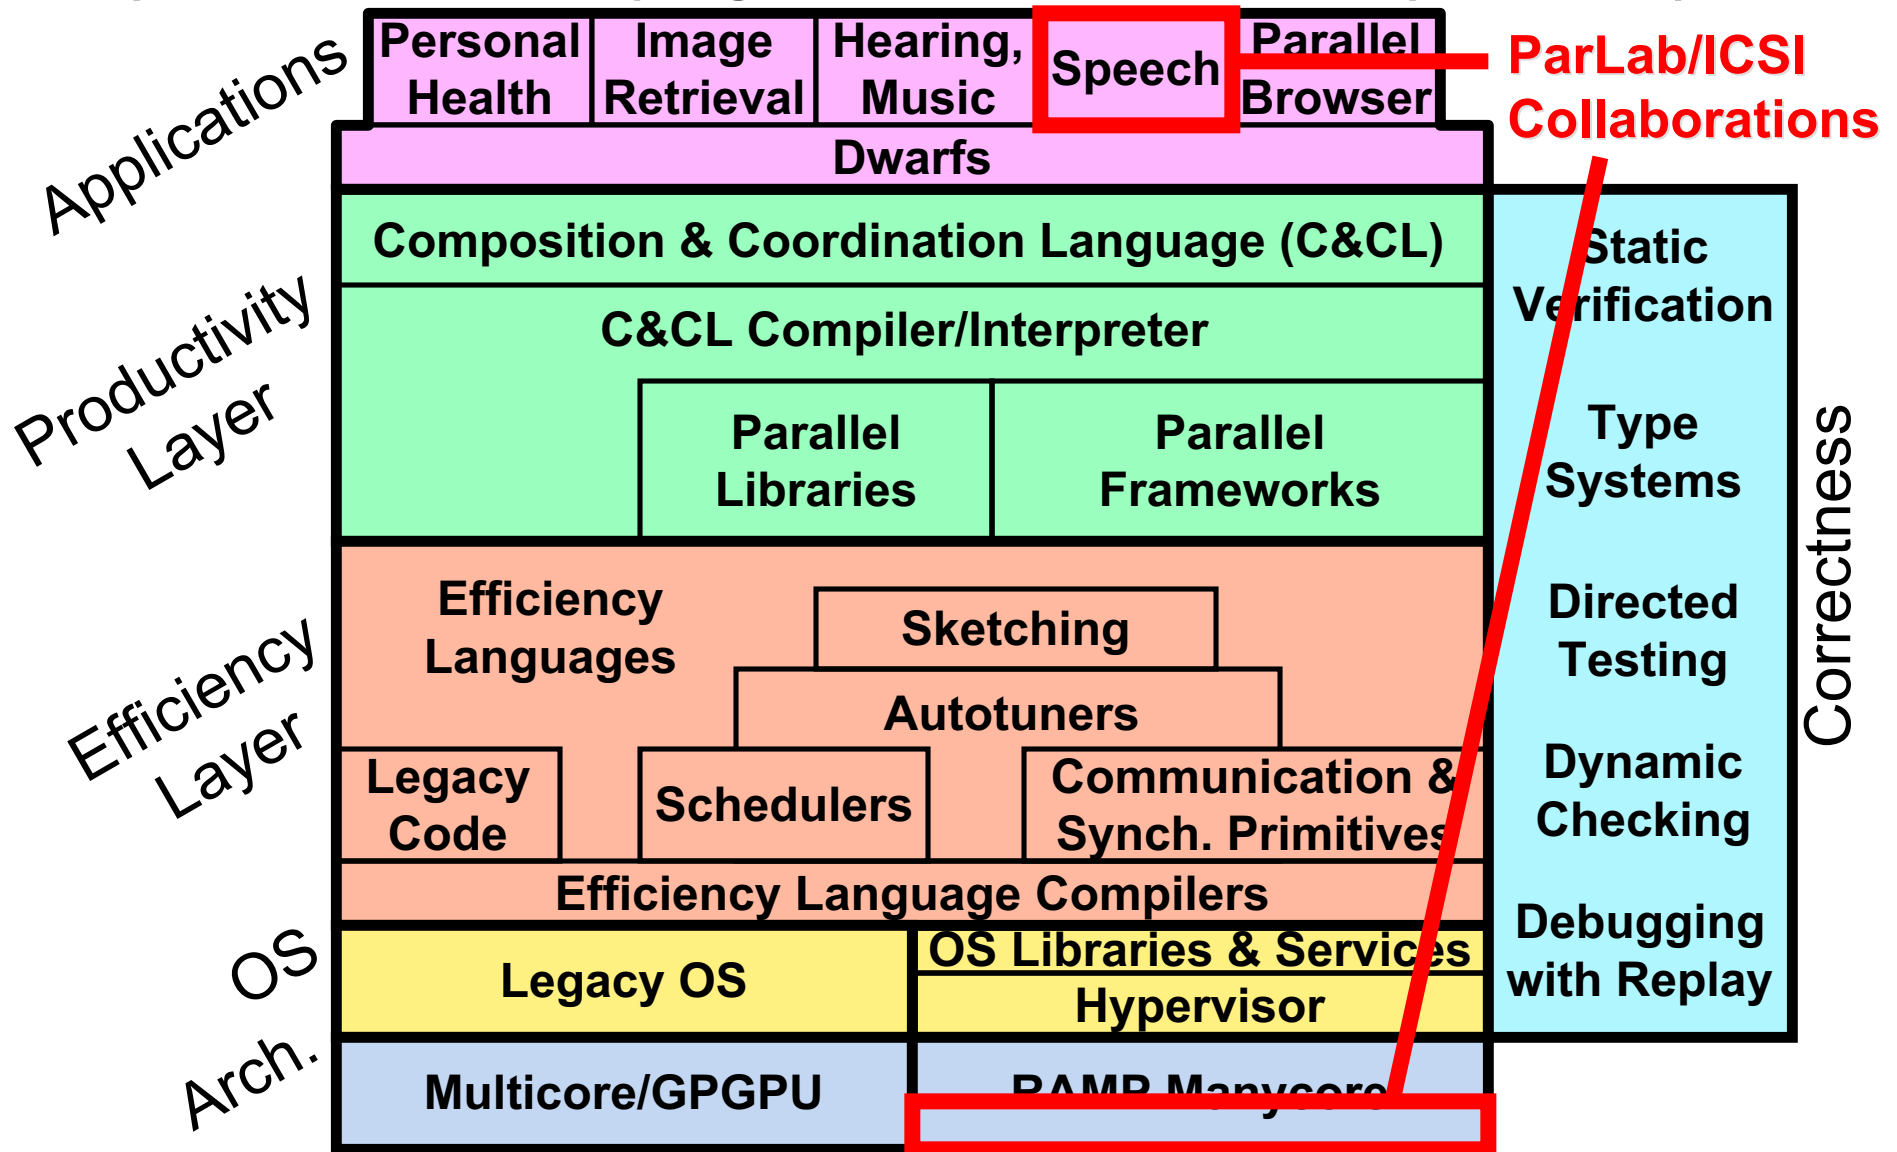 Personal
Health
Image
Retrieval
Hearing,
Music
Speech
Parallel
Browser
ParLab/ICSI
Collaborations
Applications
Dwarfs
Composition & Coordination Language (C&CL)
C&CL Compiler/Interpreter
Productivity
Layer
Parallel
Libraries
Parallel
Frameworks
Static
Verification
Type
Systems
Directed
Testing
Dynamic
Checking
Debugging
with Replay
Correctness
Efficiency
Layer
Efficiency
Languages
Sketching
Autotuners
Legacy
Code
Schedulers
Communication &
Synch. Primitives
Efficiency Language Compilers
OS
Legacy OS
OS Libraries & Services
Hypervisor
Arch.
Multicore/GPGPU
RAMP Manycore